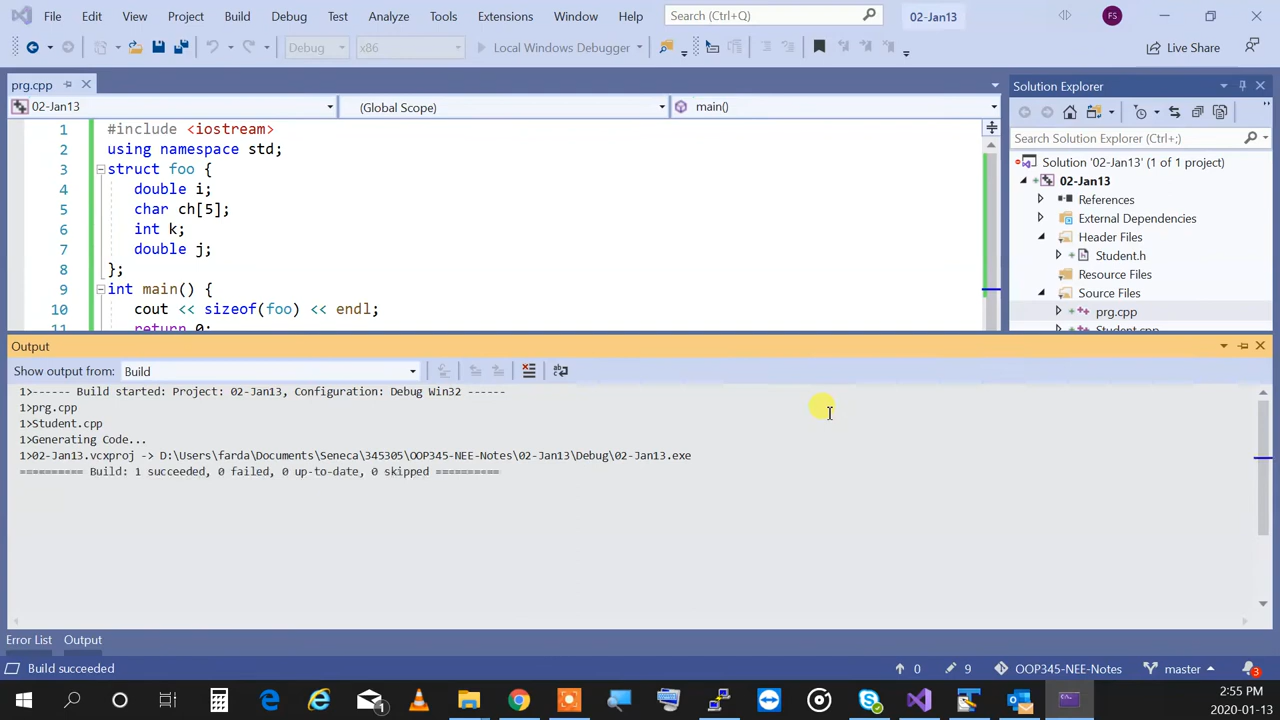 File Edit View Project Build Debug Test Analyze Tools Extensions Window Help Search (Ctrl+Q) 02-Jan13 FS
Debug x86 Local Windows Debugger Live Share
prg.cpp Solution Explorer
02-Jan13 (Global Scope) main()
1 #include <iostream>
2 using namespace std;
3 struct foo {
4 double i;
5 char ch[5];
6 int k;
7 double j;
8 };
9 int main() {
10 cout << sizeof(foo) << endl;
11 return 0;
Search Solution Explorer (Ctrl+;)
Solution '02-Jan13' (1 of 1 project)
02-Jan13
References
External Dependencies
Header Files
Student.h
Resource Files
Source Files
prg.cpp
Student.cpp
Output
Show output from: Build
1>------ Build started: Project: 02-Jan13, Configuration: Debug Win32 ------
1>prg.cpp
1>Student.cpp
1>Generating Code...
1>02-Jan13.vcxproj -> D:\Users\farda\Documents\Seneca\345305\OOP345-NEE-Notes\02-Jan13\Debug\02-Jan13.exe
========== Build: 1 succeeded, 0 failed, 0 up-to-date, 0 skipped ==========
Error List Output
Build succeeded 0 9 OOP345-NEE-Notes master 3
1
2:55 PM
2020-01-13